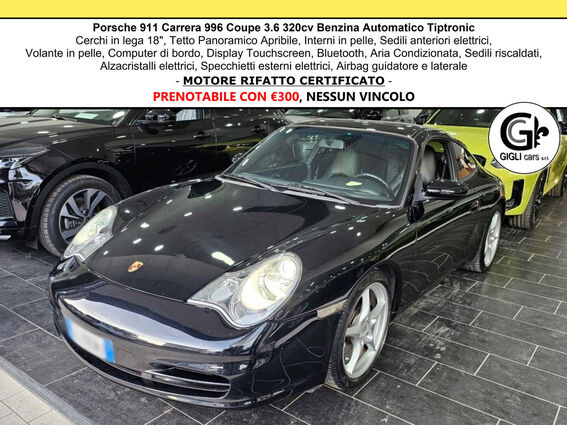 Porsche 911 Carrera 996 Coupe 3.6 320cv Benzina Automatico Tiptronic
Cerchi in lega 18", Tetto Panoramico Apribile, Interni in pelle, Sedili anteriori elettrici,
Volante in pelle, Computer di bordo, Display Touchscreen, Bluetooth, Aria Condizionata, Sedili riscaldati,
Alzacristalli elettrici, Specchietti esterni elettrici, Airbag guidatore e laterale
- MOTORE RIFATTO CERTIFICATO -
PRENOTABILE CON €300, NESSUN VINCOLO
G
GIGLI cars s.r.l.